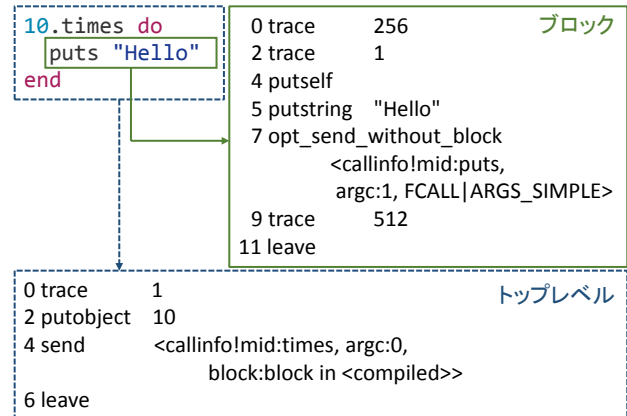 10.times do
puts "Hello"
end
ブロック
0 trace 256
2 trace 1
4 putself
5 putstring "Hello"
7 opt_send_without_block
<callinfo!mid:puts,
argc:1, FCALL|ARGS_SIMPLE>
9 trace 512
11 leave
トップレベル
0 trace 1
2 putobject 10
4 send <callinfo!mid:times, argc:0,
block:block in <compiled>>
6 leave